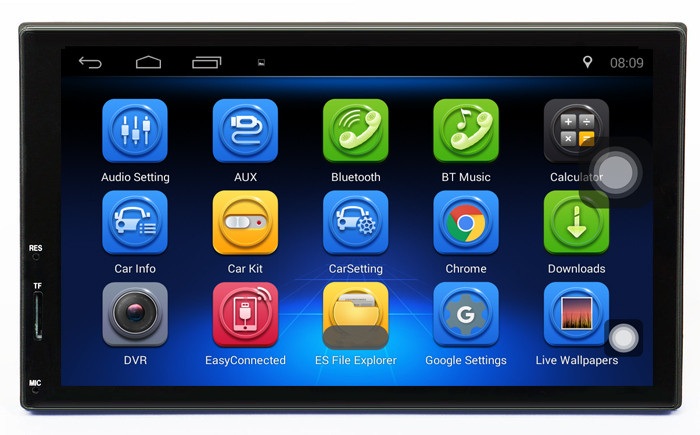 08:09
Audio Setting
AUX
Bluetooth
BT Music
Calculator
Car Info
Car Kit
CarSetting
Chrome
Downloads
RES
TF
DVR
EasyConnected
ES File Explorer
G
Google Settings
Live Wallpapers
MIC